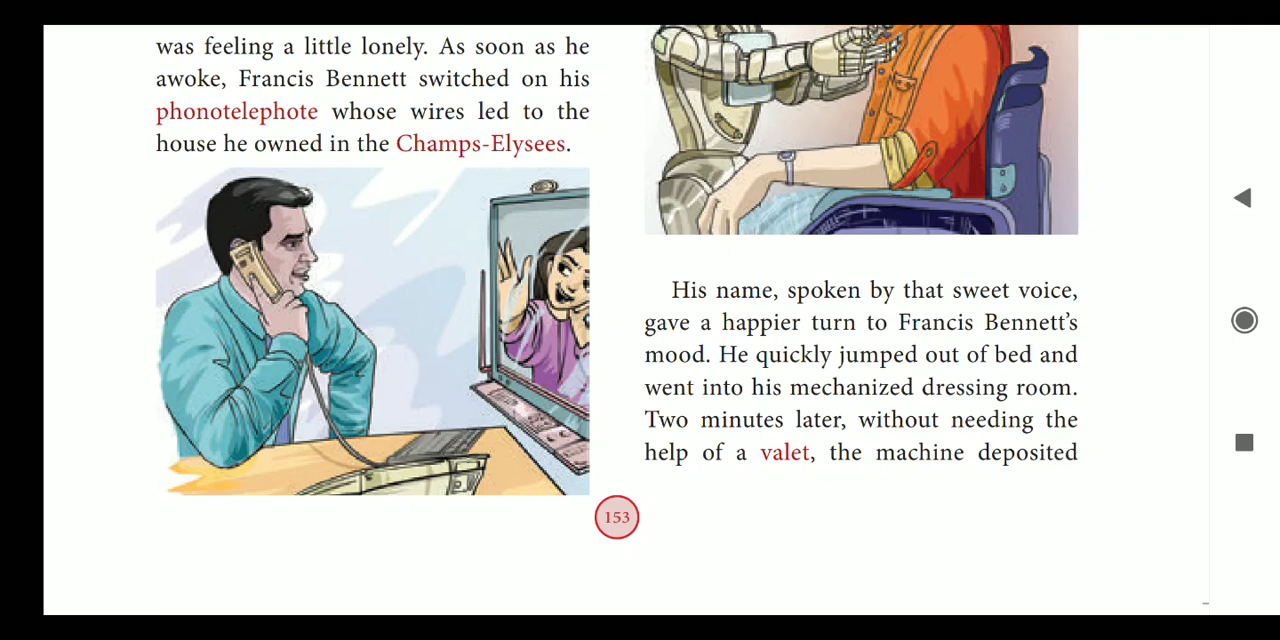 was feeling a little lonely. As soon as he
awoke, Francis Bennett switched on his
phonotelephote whose wires led to the
house he owned in the Champs-Elysees.
His name, spoken by that sweet voice,
gave a happier turn to Francis Bennett’s
mood. He quickly jumped out of bed and
went into his mechanized dressing room.
Two minutes later, without needing the
help of a valet, the machine deposited
153